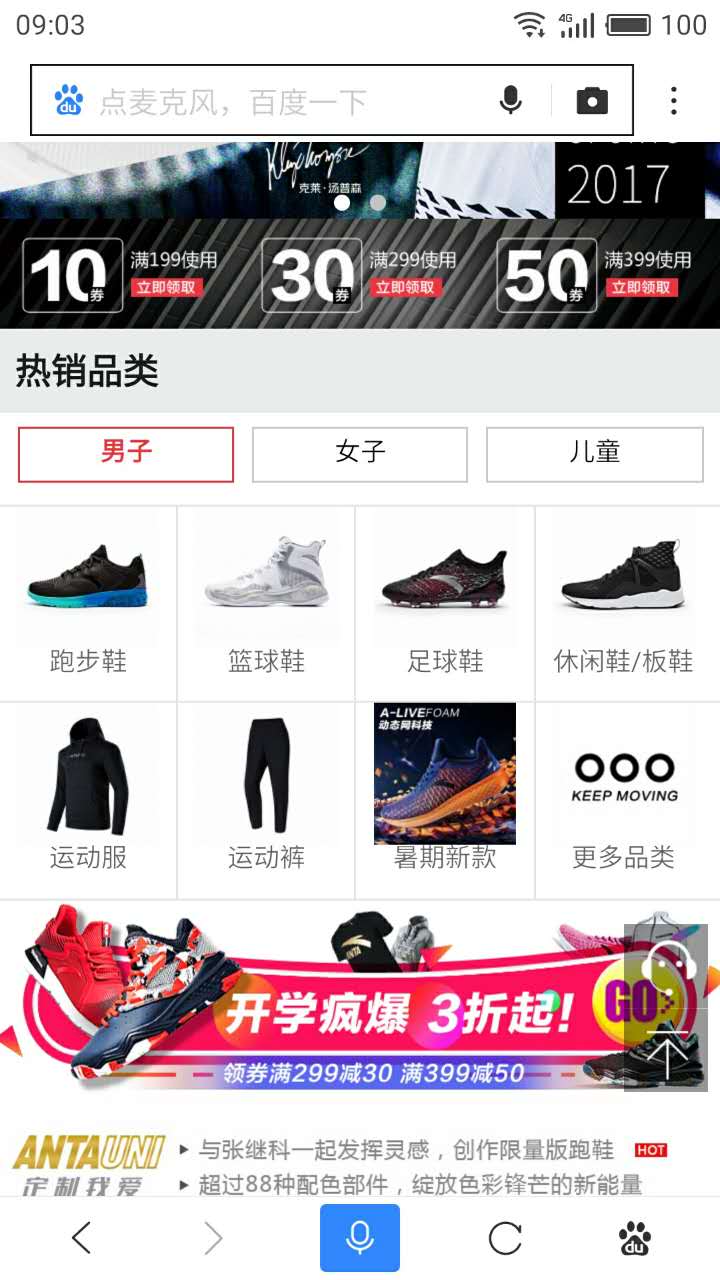 09:03
4G
100
du
点麦克风，百度一下
克莱·汤普森
2017
10券
满199使用
立即领取
30券
满299使用
立即领取
50券
满399使用
立即领取
热销品类
男子
女子
儿童
跑步鞋
篮球鞋
足球鞋
休闲鞋/板鞋
A-LIVEFOAM
动态网科技
KEEP MOVING
运动服
运动裤
暑期新款
更多品类
ANTA
开学疯爆 3折起!
GO>
领券满299减30 满399减50
ANTAUNI
定制我爱
与张继科一起发挥灵感，创作限量版跑鞋
HOT
超过88种配色部件，绽放色彩锋芒的新能量
du